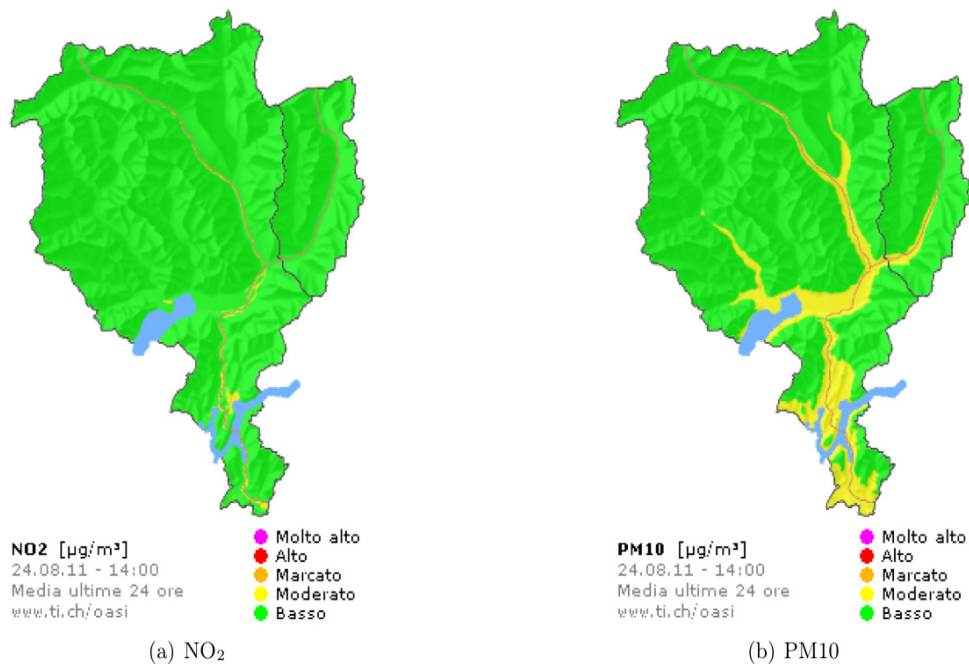 NO2 [µg/m³]
24.08.11 - 14:00
Media ultime 24 ore
www.ti.ch/oasi
Molto alto
Alto
Marcato
Moderato
Basso
(a) NO₂
PM10 [µg/m³]
24.08.11 - 14:00
Media ultime 24 ore
www.ti.ch/oasi
Molto alto
Alto
Marcato
Moderato
Basso
(b) PM10